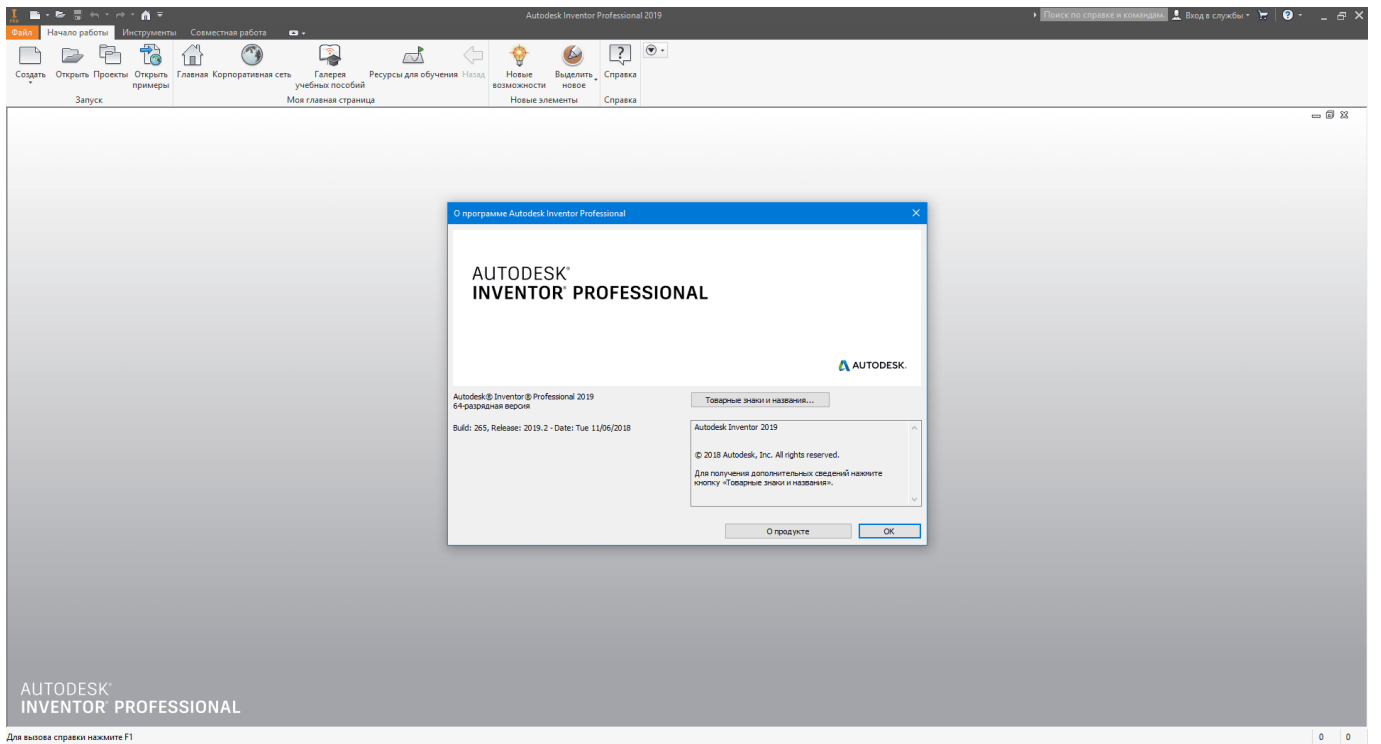 PRO
Autodesk Inventor Professional 2019
Поиск по справке и командам.
Вход в службы
Файл Начало работы Инструменты Совместная работа
Создать Открыть Проекты Открыть примеры Главная Корпоративная сеть Галерея учебных пособий Ресурсы для обучения Назад Новые возможности Выделить новое Справка
Запуск Моя главная страница Новые элементы Справка
О программе Autodesk Inventor Professional
AUTODESK®
INVENTOR® PROFESSIONAL
AUTODESK.
Autodesk® Inventor® Professional 2019
64-разрядная версия
Build: 265, Release: 2019.2 - Date: Tue 11/06/2018
Товарные знаки и названия...
Autodesk Inventor 2019
© 2018 Autodesk, Inc. All rights reserved.
Для получения дополнительных сведений нажмите
кнопку «Товарные знаки и названия».
О продукте OK
AUTODESK®
INVENTOR® PROFESSIONAL
Для вызова справки нажмите F1
0 0